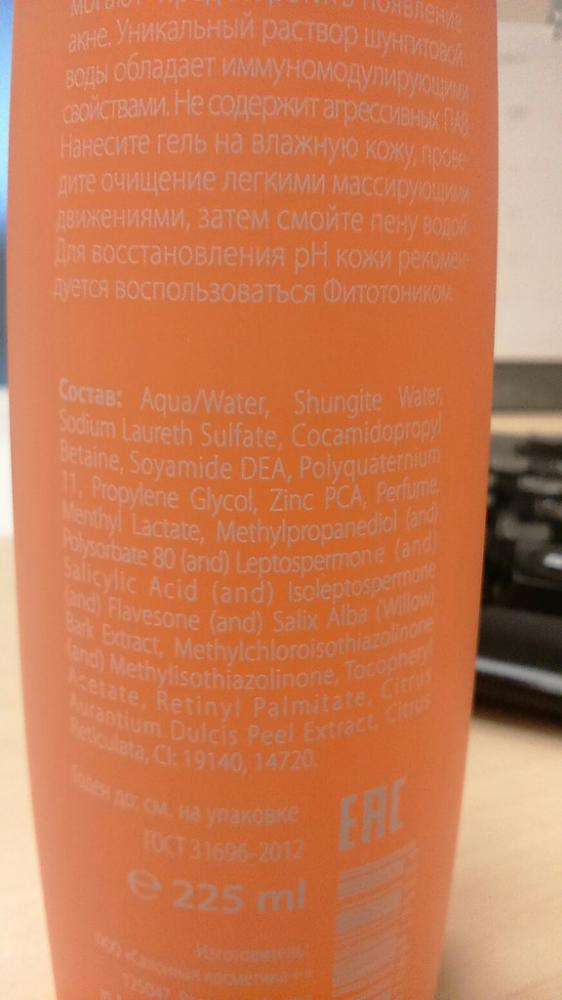 появление
акне. Уникальный раствор шунгитовой
воды обладает иммуномодулирующими
свойствами. Не содержит агрессивных ПАВ.
Нанесите гель на влажную кожу, прове-
дите очищение легкими массирующими
движениями, затем смойте пену водой.
Для восстановления pH кожи рекомен-
дуется воспользоваться Фитотоником.
Состав: Aqua/Water, Shungite Water,
Sodium Laureth Sulfate, Cocamidopropyl
Betaine, Soyamide DEA, Polyquaternium
11, Propylene Glycol, Zinc PCA, Perfume,
Menthyl Lactate, Methylpropanediol (and)
Polysorbate 80 (and) Leptospermone (and)
Salicylic Acid (and) Isoleptospermone
(and) Flavesone (and) Salix Alba (Willow)
Bark Extract, Methylchloroisothiazolinone
(and) Methylisothiazolinone, Tocopheryl
Acetate, Retinyl Palmitate, Citrus
Aurantium Dulcis Peel Extract, Citrus
Reticulata, CI: 19140, 14720.
Годен до: см. на упаковке
ГОСТ 31696-2012
EAC
℮ 225 ml
Изготовитель:
ООО «Салонная косметика++»
125047,